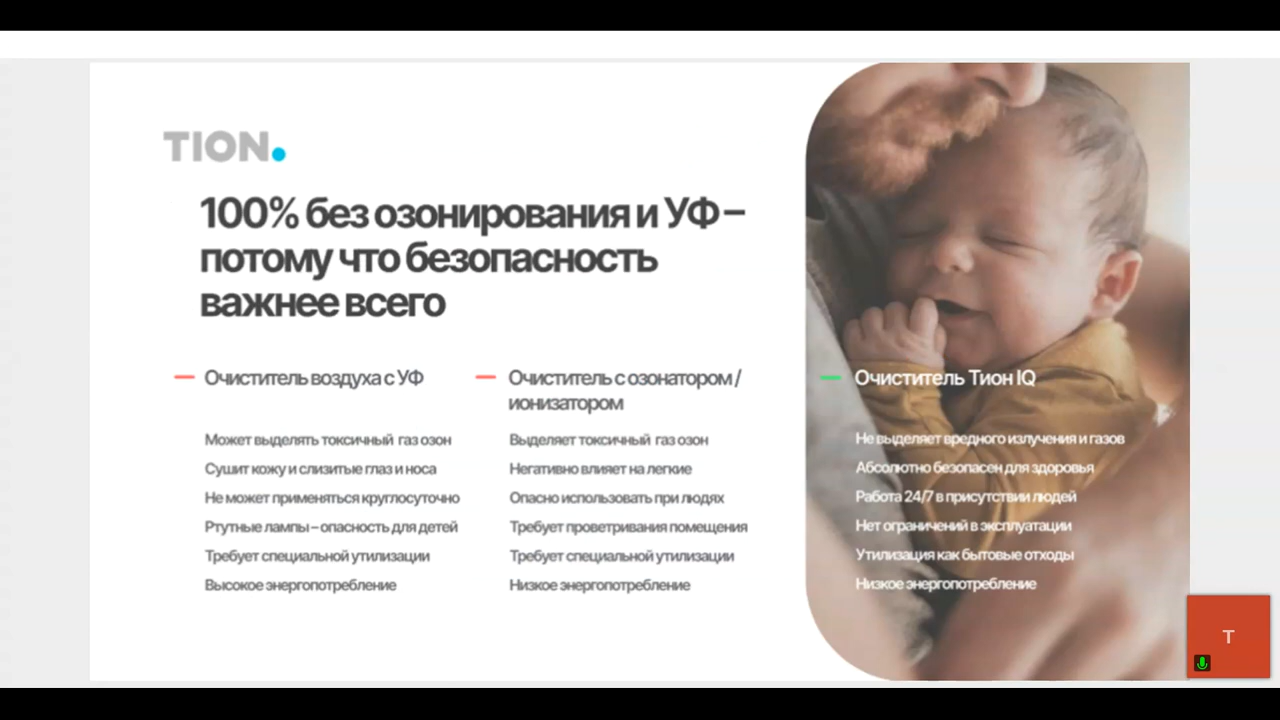 TION.
100% без озонирования и УФ –
потому что безопасность
важнее всего
Очиститель воздуха с УФ
Может выделять токсичный газ озон
Сушит кожу и слизитые глаз и носа
Не может применяться круглосуточно
Ртутные лампы – опасность для детей
Требует специальной утилизации
Высокое энергопотребление
Очиститель с озонатором /
ионизатором
Выделяет токсичный газ озон
Негативно влияет на легкие
Опасно использовать при людях
Требует проветривания помещения
Требует специальной утилизации
Низкое энергопотребление
Очиститель Тион IQ
Не выделяет вредного излучения и газов
Абсолютно безопасен для здоровья
Работа 24/7 в присутствии людей
Нет ограничений в эксплуатации
Утилизация как бытовые отходы
Низкое энергопотребление
T